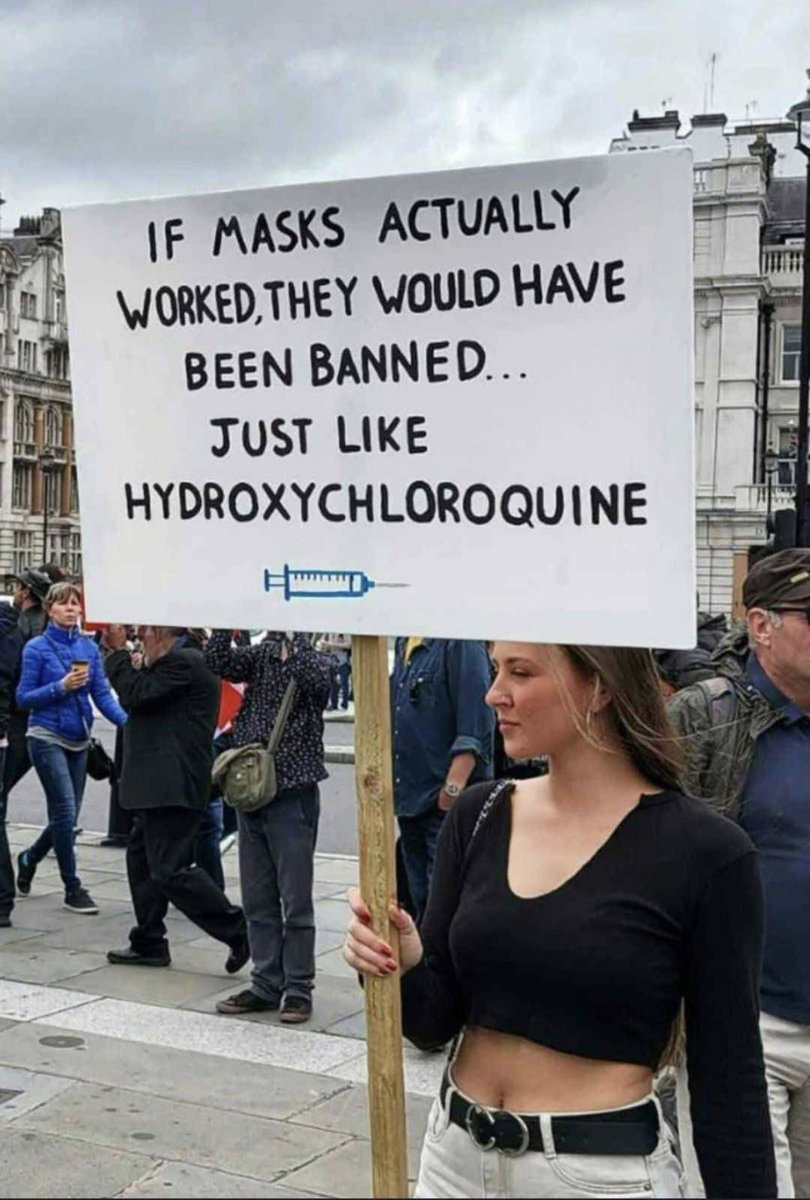 IF MASKS ACTUALLY
WORKED, THEY WOULD HAVE
BEEN BANNED...
JUST LIKE
HYDROXYCHLOROQUINE